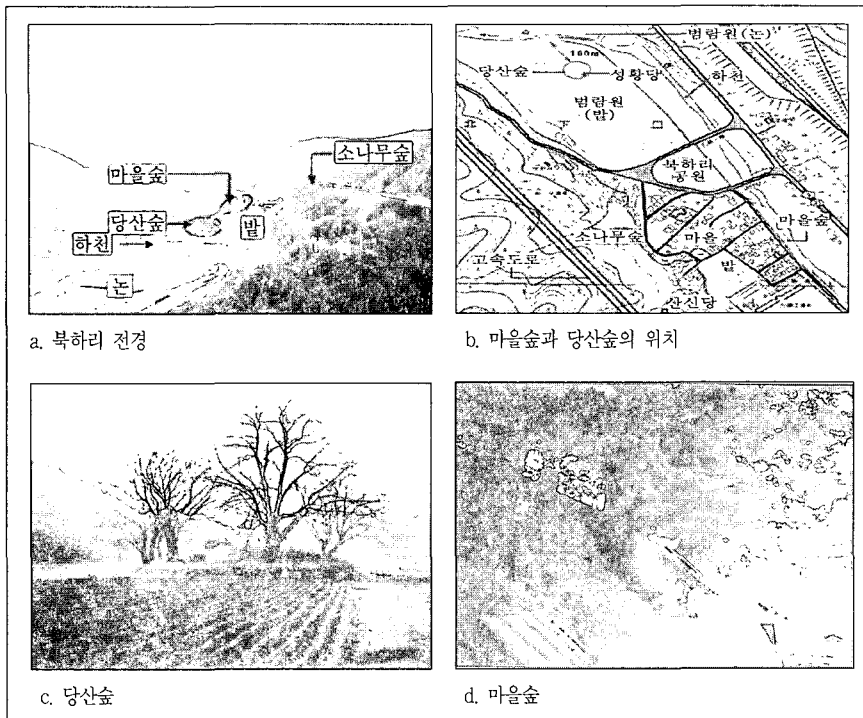 소나무숲
마을숲
당산숲
밭
하천
논
a. 북하리 전경
범람원(논)
160m
당산숲
성황당
하천
범람원
(밭)
북하리
공원
소나무숲
마을
마을숲
고속도로
밭
산신당
b. 마을숲과 당산숲의 위치
c. 당산숲
d. 마을숲